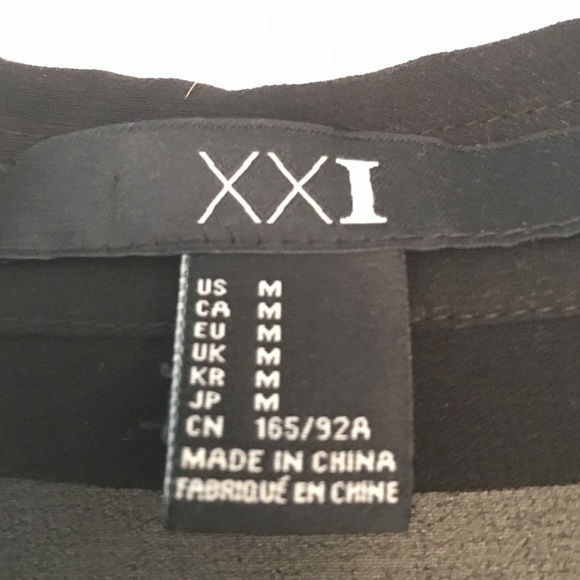 XXI
US M
CA M
EU M
UK M
KR M
JP M
CN 165/92A
MADE IN CHINA
FABRIQUÉ EN CHINE